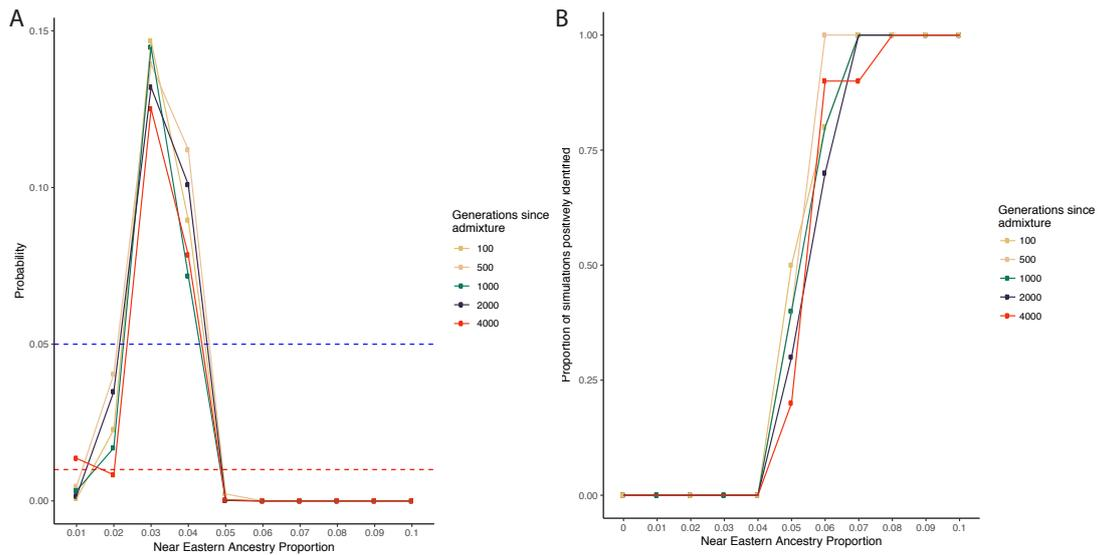 A
0.15
0.10
0.05
0.00
Probability
0.01 0.02 0.03 0.04 0.05 0.06 0.07 0.08 0.09 0.1
Near Eastern Ancestry Proportion
Generations since
admixture
100
500
1000
2000
4000
B
1.00
0.75
0.50
0.25
0.00
Proportion of simulations positively identified
0 0.01 0.02 0.03 0.04 0.05 0.06 0.07 0.08 0.09 0.1
Near Eastern Ancestry Proportion
Generations since
admixture
100
500
1000
2000
4000